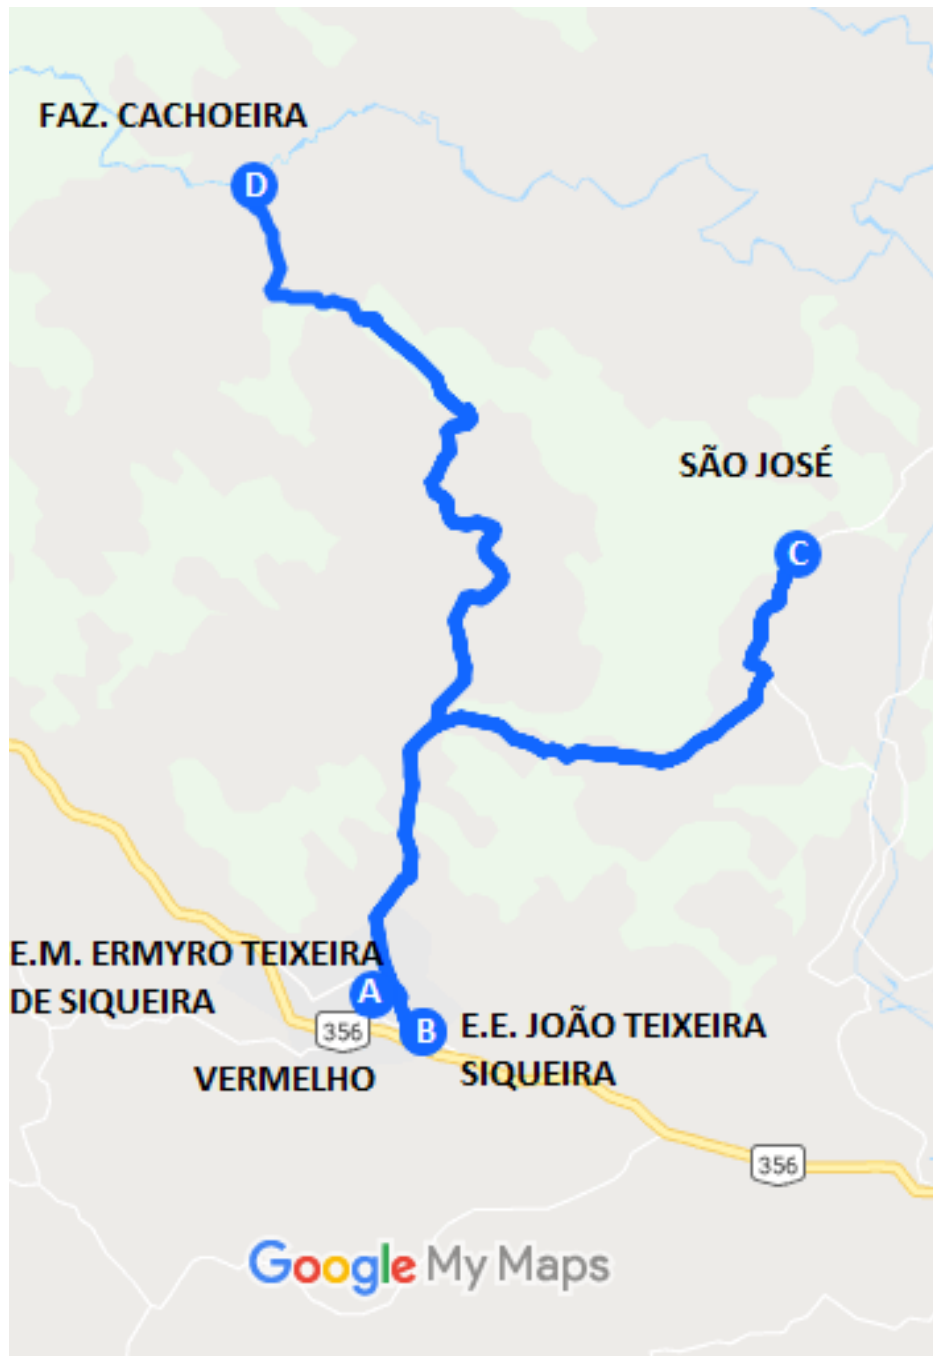 FAZ. CACHOEIRA
D
SÃO JOSÉ
C
E.M. ERMYRO TEIXEIRA
DE SIQUEIRA
A
B
E.E. JOÃO TEIXEIRA
SIQUEIRA
356
VERMELHO
356
Google My Maps